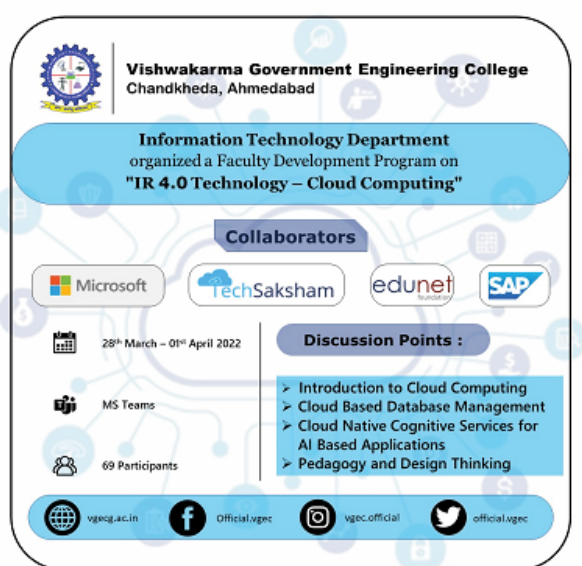 Vishwakarma Government Engineering College
Chandkheda, Ahmedabad
Information Technology Department
organized a Faculty Development Program on
"IR 4.0 Technology – Cloud Computing"
Collaborators
Microsoft
TechSaksham
edunet
foundation
SAP
28th March – 01st April 2022
MS Teams
69 Participants
Discussion Points :
➤ Introduction to Cloud Computing
➤ Cloud Based Database Management
➤ Cloud Native Cognitive Services for
AI Based Applications
➤ Pedagogy and Design Thinking
vgecg.ac.in
Official.vgec
vgec.official
official.vgec